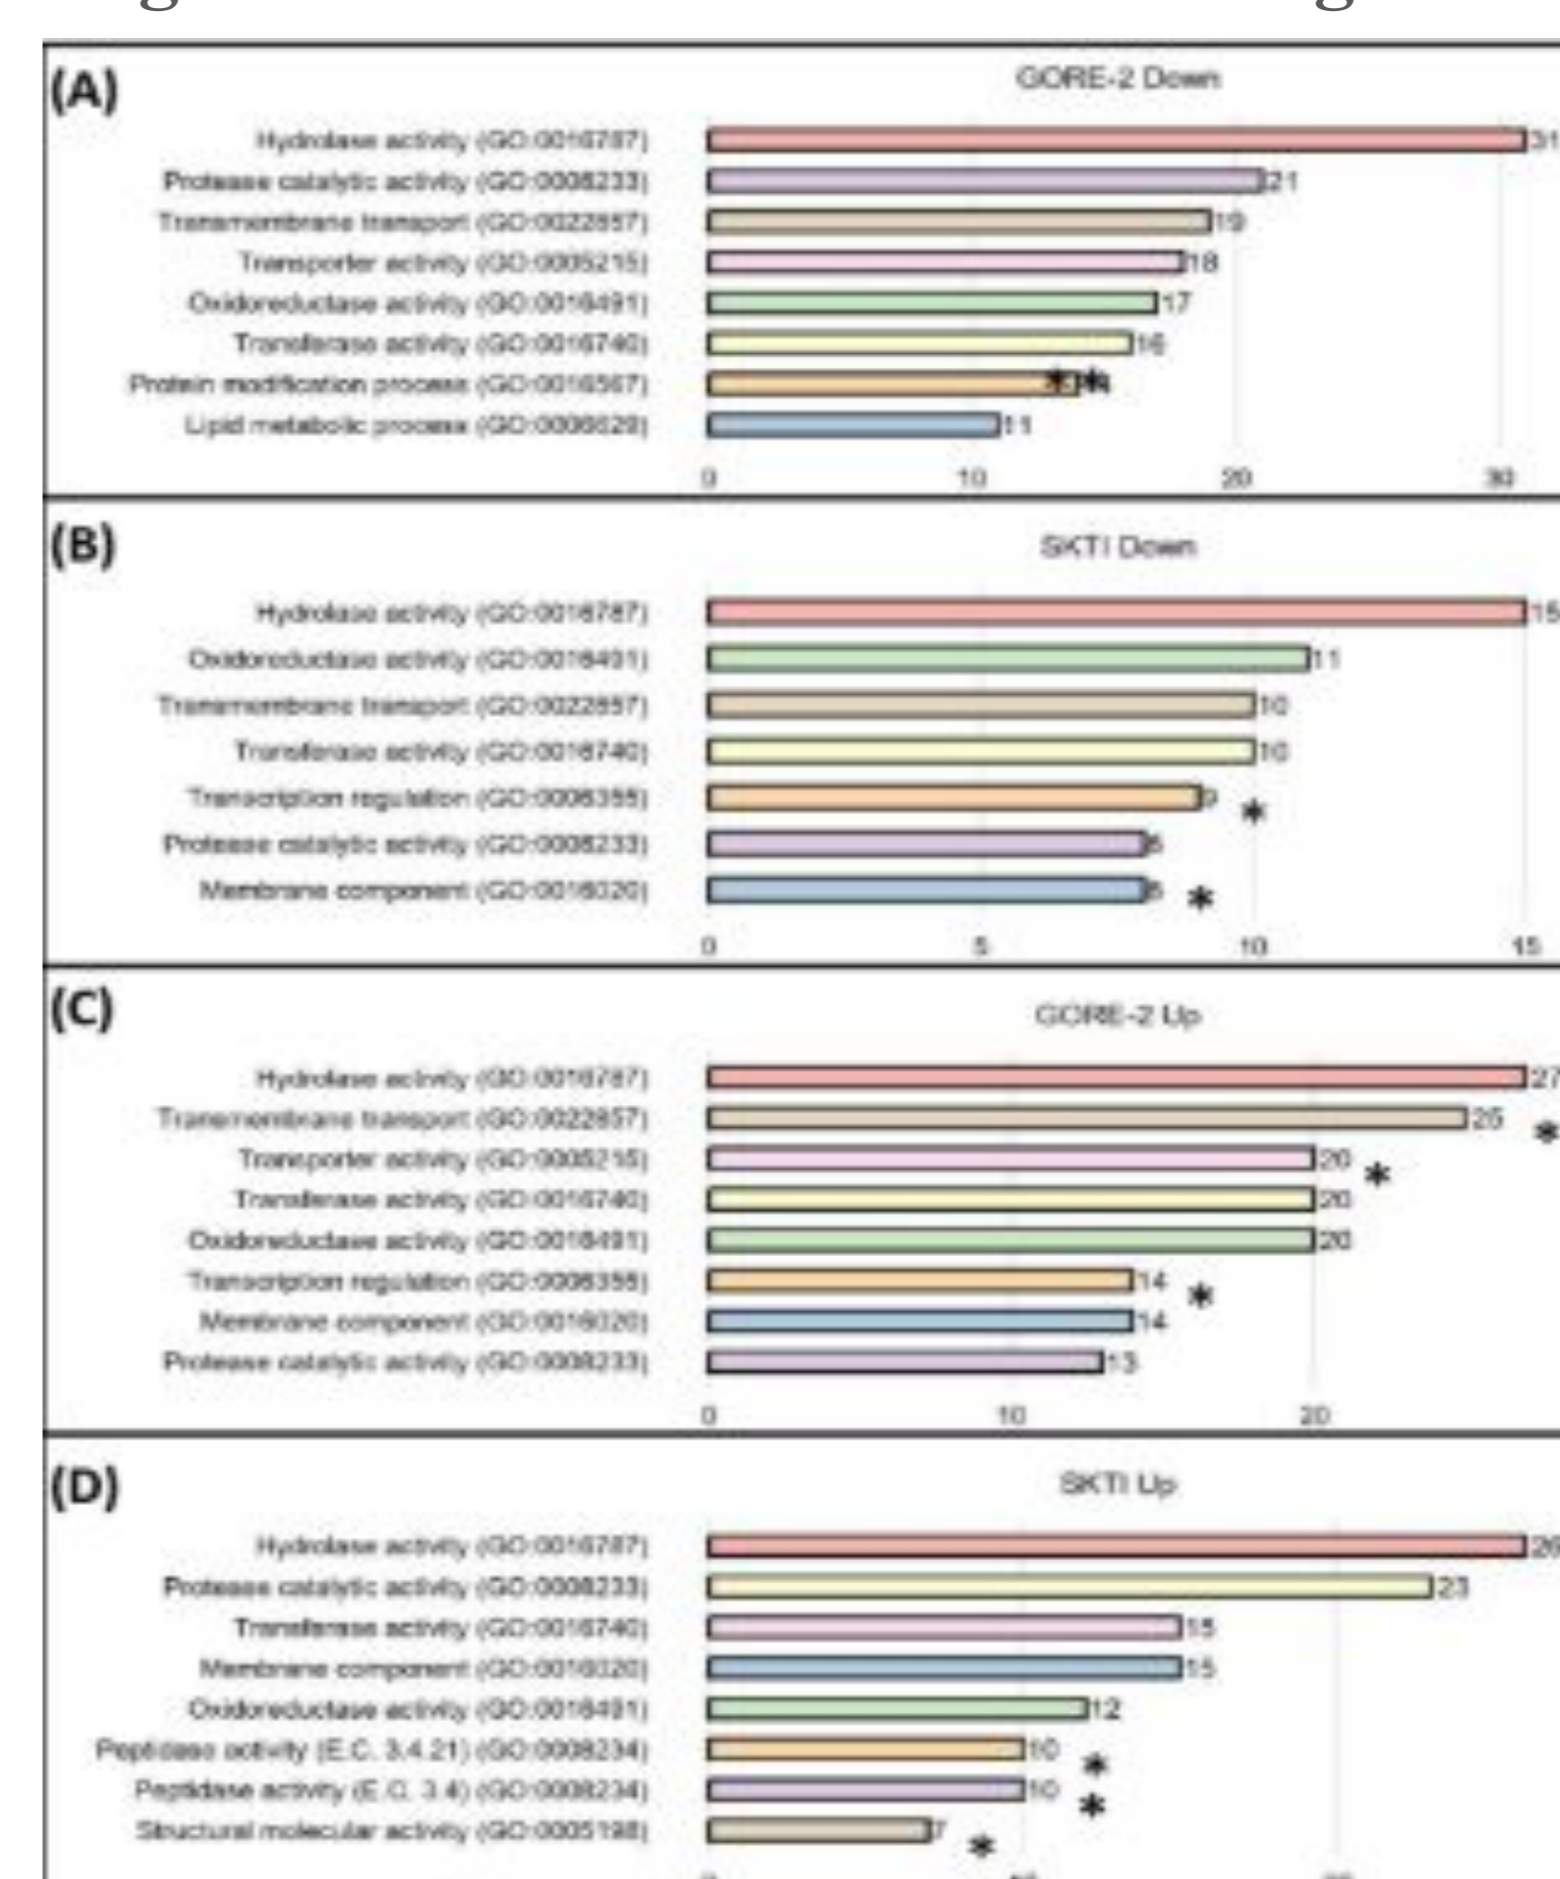 (A)
GORE-2 Down
Hydrolase activity (GO:0016787) 31
Protease catalytic activity (GO:0008233) 21
Transmembrane transport (GO:0022857) 19
Transporter activity (GO:0005215) 18
Oxidoreductase activity (GO:0016491) 17
Transferase activity (GO:0016740) 16
Protein modification process (GO:0016567) * *
Lipid metabolic process (GO:0006629) 11
0 10 20 30
(B)
SKTI Down
Hydrolase activity (GO:0016787) 15
Oxidoreductase activity (GO:0016491) 11
Transmembrane transport (GO:0022857) 10
Transferase activity (GO:0016740) 10
Transcription regulation (GO:0006355) 9 *
Protease catalytic activity (GO:0008233) 8
Membrane component (GO:0016020) 8 *
0 5 10 15
(C)
GORE-2 Up
Hydrolase activity (GO:0016787) 27
Transmembrane transport (GO:0022857) 25 *
Transporter activity (GO:0005215) 20 *
Transferase activity (GO:0016740) 20
Oxidoreductase activity (GO:0016491) 20
Transcription regulation (GO:0006355) 14 *
Membrane component (GO:0016020) 14
Protease catalytic activity (GO:0008233) 13
0 10 20
(D)
SKTI Up
Hydrolase activity (GO:0016787) 26
Protease catalytic activity (GO:0008233) 23
Transferase activity (GO:0016740) 15
Membrane component (GO:0016020) 15
Oxidoreductase activity (GO:0016491) 12
Peptidase activity (E.C. 3.4.21) (GO:0008234) 10 *
Peptidase activity (E.C. 3.4) (GO:0008234) 10 *
Structural molecular activity (GO:0005198) 7 *